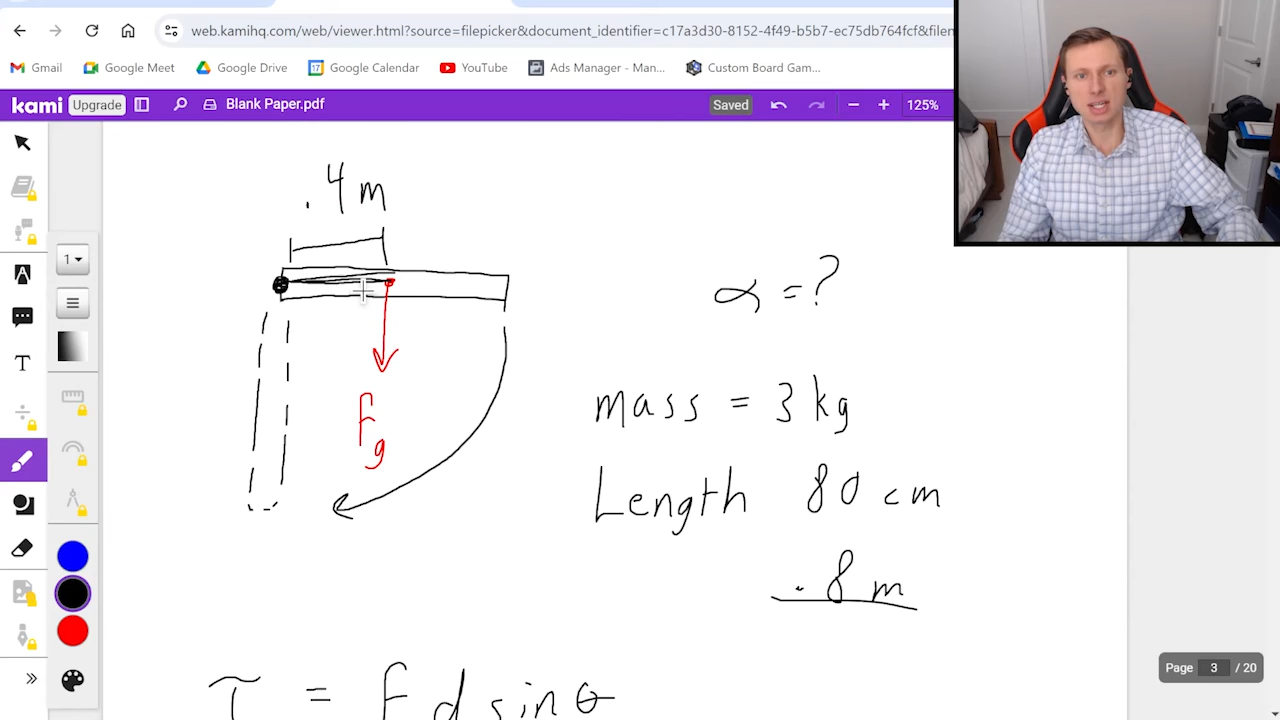 web.kamihq.com/web/viewer.html?source=filepicker&document_identifier=c17a3d30-8152-4f49-b5b7-ec75db764fcf&filen
Gmail Google Meet Google Drive 17 Google Calendar YouTube Ads Manager - Man... Custom Board Gam...
kami Upgrade Blank Paper.pdf Saved 125%
.4 m
1
α = ?
Fg
mass = 3 kg
Length 80 cm
.8 m
Page 3 / 20
τ = F d sin θ